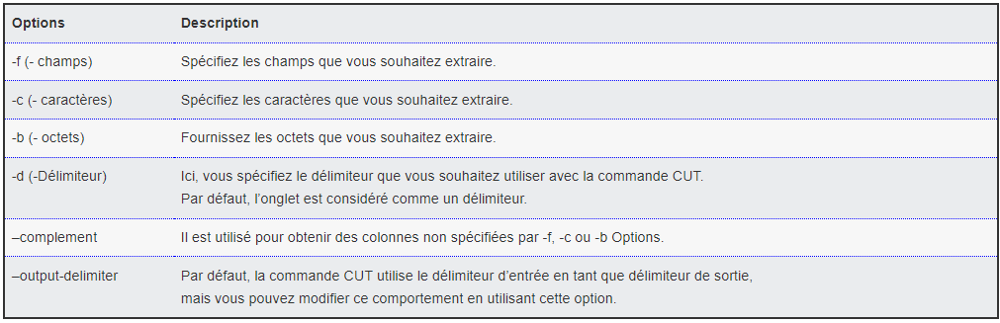 Options Description
-f (- champs) Spécifiez les champs que vous souhaitez extraire.
-c (- caractères) Spécifiez les caractères que vous souhaitez extraire.
-b (- octets) Fournissez les octets que vous souhaitez extraire.
-d (-Délimiteur) Ici, vous spécifiez le délimiteur que vous souhaitez utiliser avec la commande CUT.
Par défaut, l’onglet est considéré comme un délimiteur.
–complement Il est utilisé pour obtenir des colonnes non spécifiées par -f, -c ou -b Options.
–output-delimiter Par défaut, la commande CUT utilise le délimiteur d’entrée en tant que délimiteur de sortie,
mais vous pouvez modifier ce comportement en utilisant cette option.